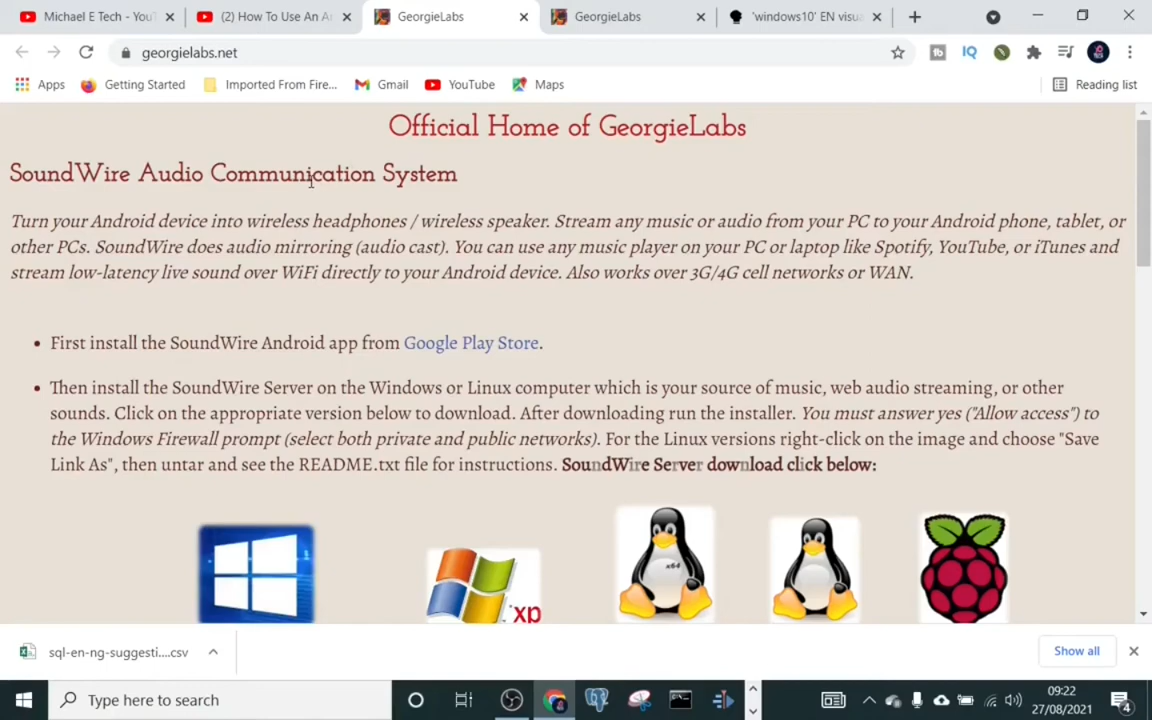 Michael E Tech - YouT
(2) How To Use An A
GeorgieLabs
GeorgieLabs
'windows10' EN visua
georgielabs.net
Apps
Getting Started
Imported From Fire...
Gmail
YouTube
Maps
Reading list
Official Home of GeorgieLabs
SoundWire Audio Communication System
Turn your Android device into wireless headphones / wireless speaker. Stream any music or audio from your PC to your Android phone, tablet, or
other PCs. SoundWire does audio mirroring (audio cast). You can use any music player on your PC or laptop like Spotify, YouTube, or iTunes and
stream low-latency live sound over WiFi directly to your Android device. Also works over 3G/4G cell networks or WAN.
• First install the SoundWire Android app from Google Play Store.
• Then install the SoundWire Server on the Windows or Linux computer which is your source of music, web audio streaming, or other
sounds. Click on the appropriate version below to download. After downloading run the installer. You must answer yes ("Allow access") to
the Windows Firewall prompt (select both private and public networks). For the Linux versions right-click on the image and choose "Save
Link As", then untar and see the README.txt file for instructions. SoundWire Server download click below:
x64
xp
sql-en-ng-suggesti....csv
Show all
Type here to search
09:22
27/08/2021
4